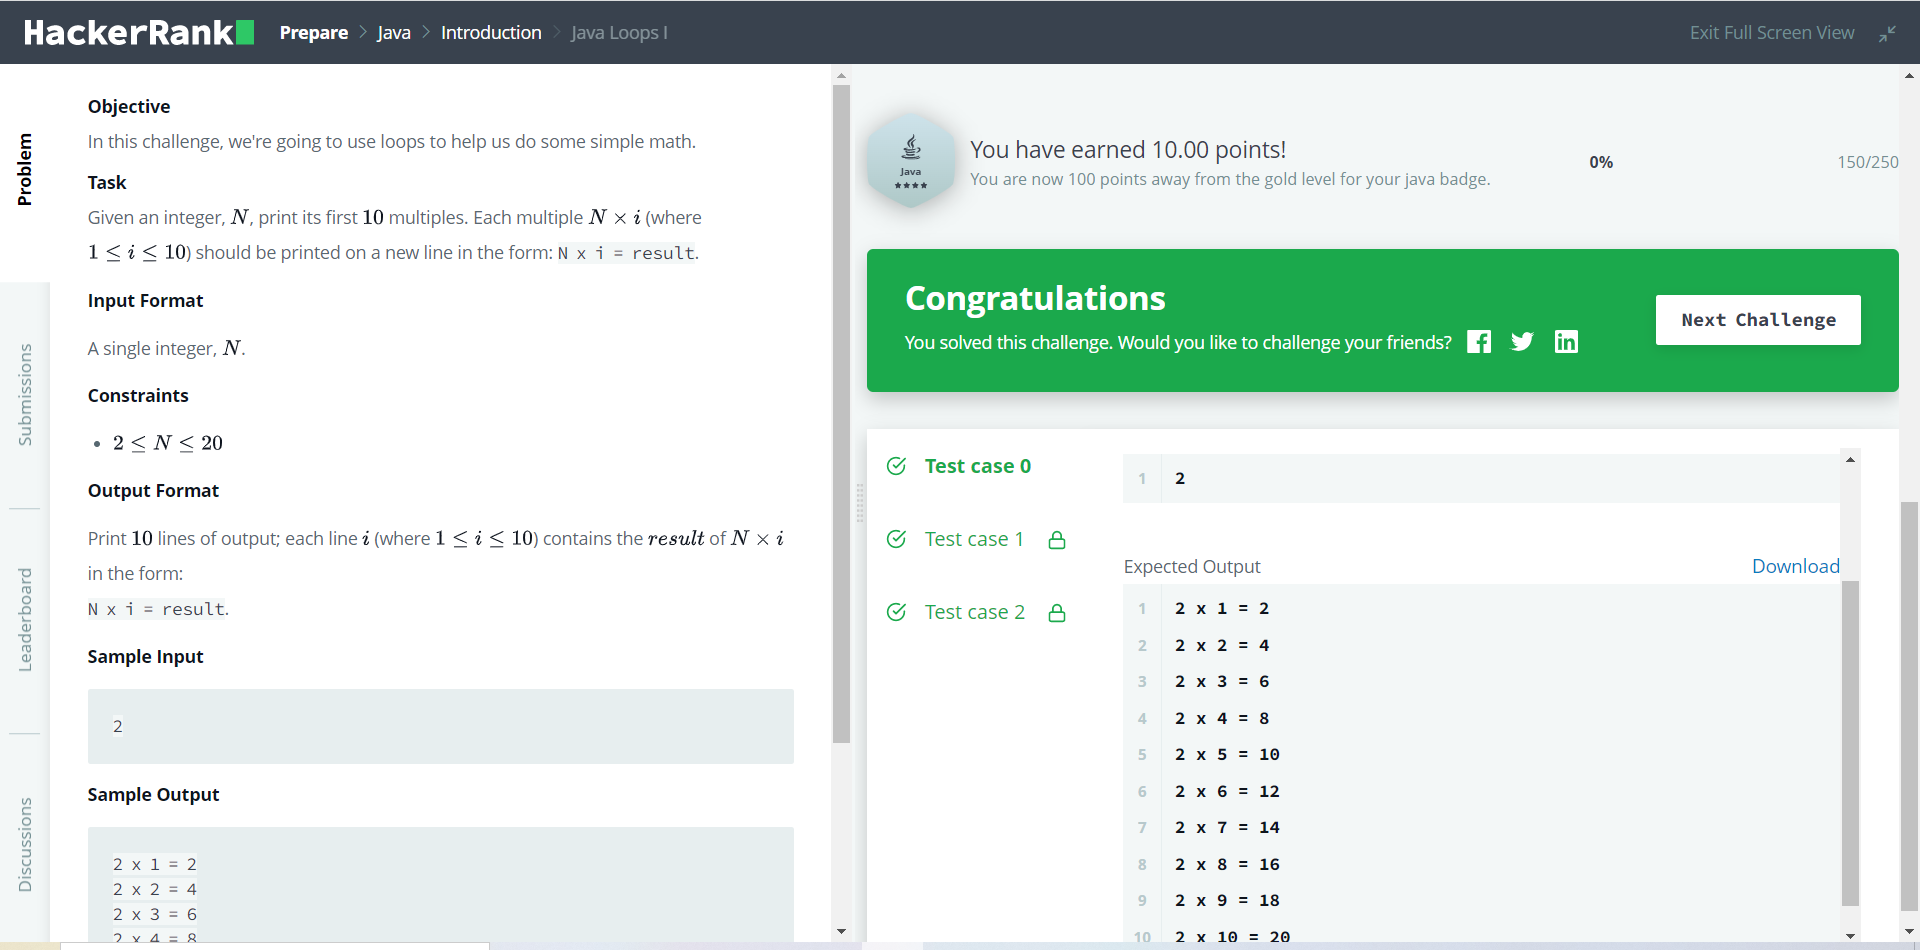 HackerRank
Prepare > Java > Introduction > Java Loops I
Exit Full Screen View
Problem
Submissions
Leaderboard
Discussions
Objective
In this challenge, we're going to use loops to help us do some simple math.
Task
Given an integer, N, print its first 10 multiples. Each multiple N × i (where
1 ≤ i ≤ 10) should be printed on a new line in the form: N x i = result.
Input Format
A single integer, N.
Constraints
• 2 ≤ N ≤ 20
Output Format
Print 10 lines of output; each line i (where 1 ≤ i ≤ 10) contains the result of N × i
in the form:
N x i = result.
Sample Input
2
Sample Output
2 x 1 = 2
2 x 2 = 4
2 x 3 = 6
2 x 4 = 8
Java
You have earned 10.00 points!
You are now 100 points away from the gold level for your java badge.
0%
150/250
Congratulations
You solved this challenge. Would you like to challenge your friends?
Next Challenge
Test case 0
Test case 1
Test case 2
1 2
Expected Output
Download
1 2 x 1 = 2
2 2 x 2 = 4
3 2 x 3 = 6
4 2 x 4 = 8
5 2 x 5 = 10
6 2 x 6 = 12
7 2 x 7 = 14
8 2 x 8 = 16
9 2 x 9 = 18
10 2 x 10 = 20